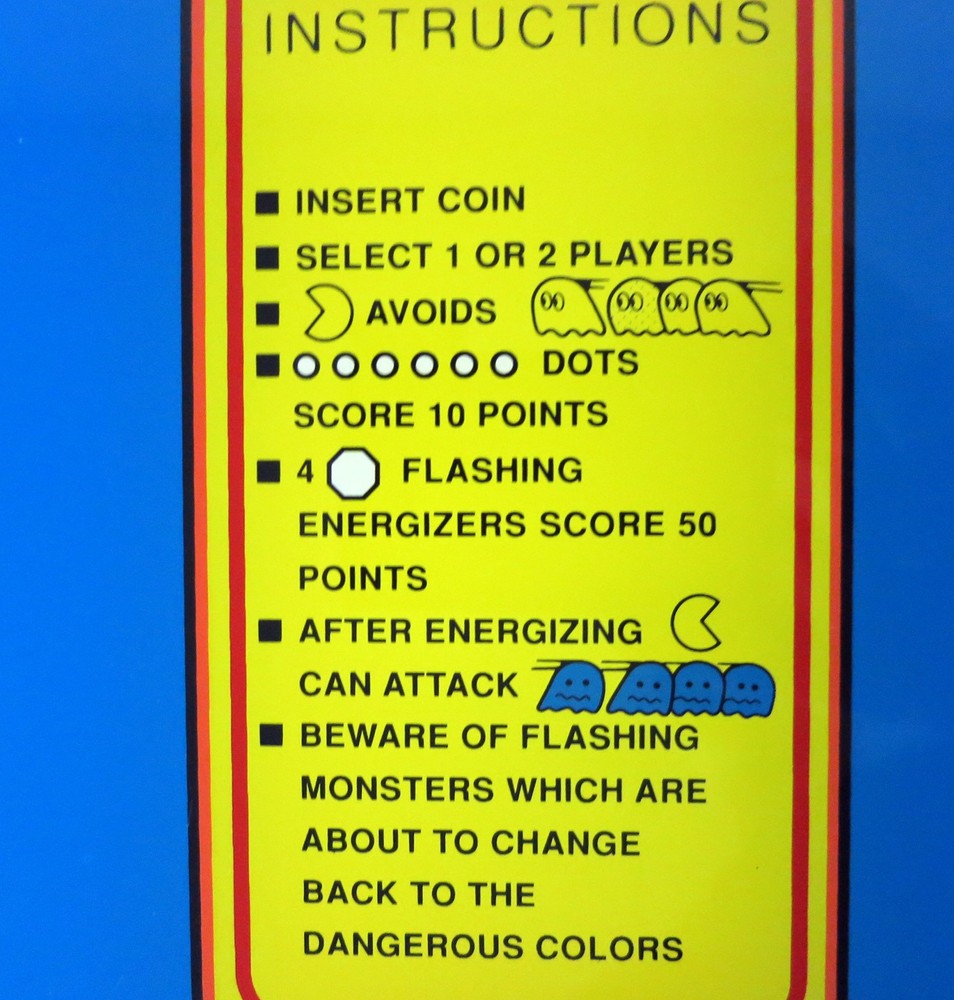 INSTRUCTIONS
INSERT COIN
SELECT 1 OR 2 PLAYERS
AVOIDS
DOTS
SCORE 10 POINTS
4 FLASHING
ENERGIZERS SCORE 50
POINTS
AFTER ENERGIZING
CAN ATTACK
BEWARE OF FLASHING
MONSTERS WHICH ARE
ABOUT TO CHANGE
BACK TO THE
DANGEROUS COLORS